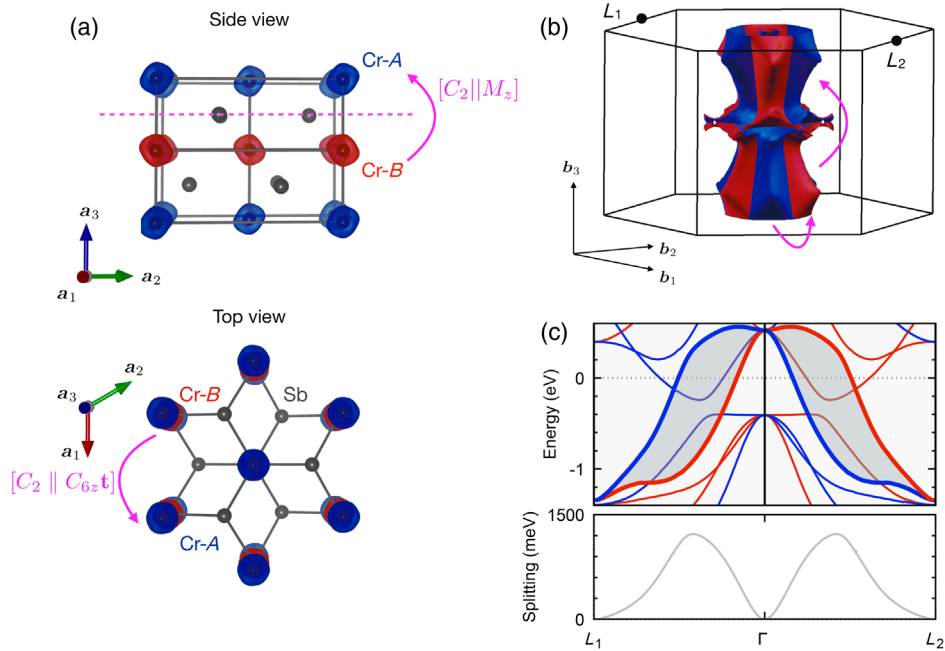 (a)
Side view
Cr-A
[C₂||M_z]
Cr-B
a₃
a₂
a₁
Top view
a₂
a₃
a₁
Cr-B
Sb
[C₂ || C₆zt]
Cr-A
(b)
L₁
L₂
b₃
b₂
b₁
(c)
Energy (eV)
0
-1
Splitting (meV)
1500
0
L₁
Γ
L₂